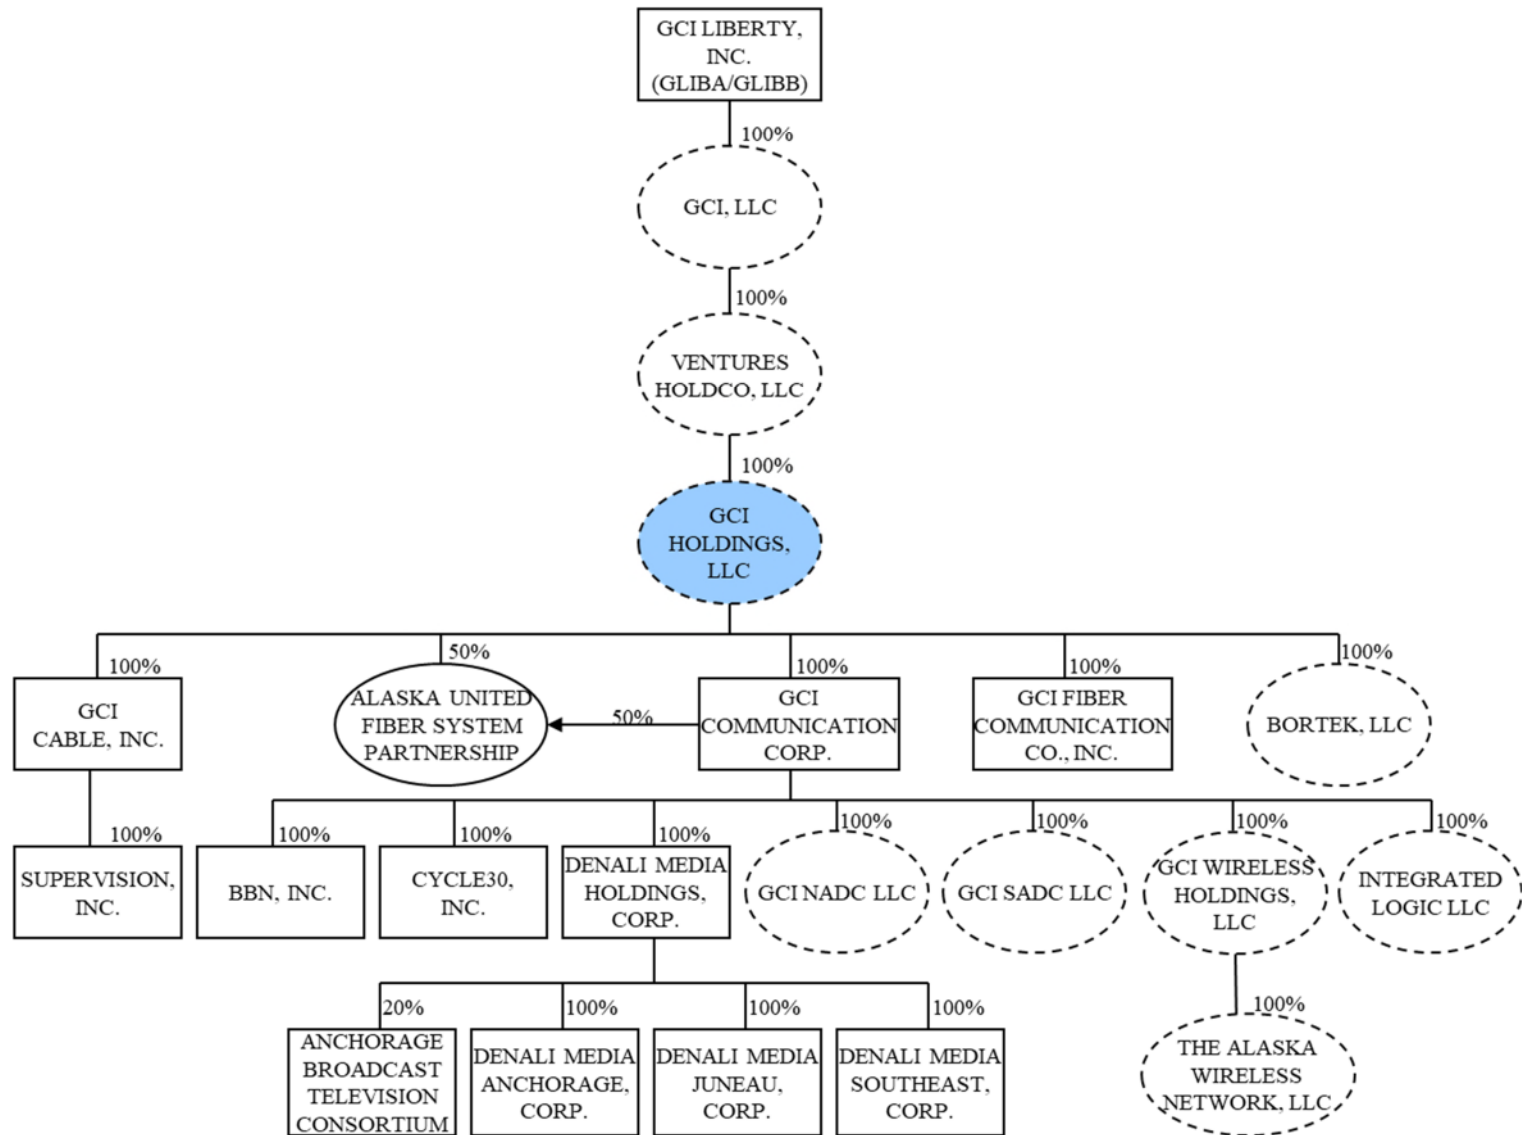 GCI LIBERTY,
INC.
(GLIBA/GLIBB)
100%
GCI, LLC
100%
VENTURES
HOLDCO, LLC
100%
GCI
HOLDINGS,
LLC
100%
50%
100%
100%
100%
GCI
CABLE, INC.
ALASKA UNITED
FIBER SYSTEM
PARTNERSHIP
50%
GCI
COMMUNICATION
CORP.
GCI FIBER
COMMUNICATION
CO., INC.
BORTEK, LLC
100%
100%
100%
100%
100%
100%
100%
100%
SUPERVISION,
INC.
BBN, INC.
CYCLE30,
INC.
DENALI MEDIA
HOLDINGS,
CORP.
GCI NADC LLC
GCI SADC LLC
GCI WIRELESS
HOLDINGS,
LLC
INTEGRATED
LOGIC LLC
20%
100%
100%
100%
100%
ANCHORAGE
BROADCAST
TELEVISION
CONSORTIUM
DENALI MEDIA
ANCHORAGE,
CORP.
DENALI MEDIA
JUNEAU,
CORP.
DENALI MEDIA
SOUTHEAST,
CORP.
THE ALASKA
WIRELESS
NETWORK, LLC